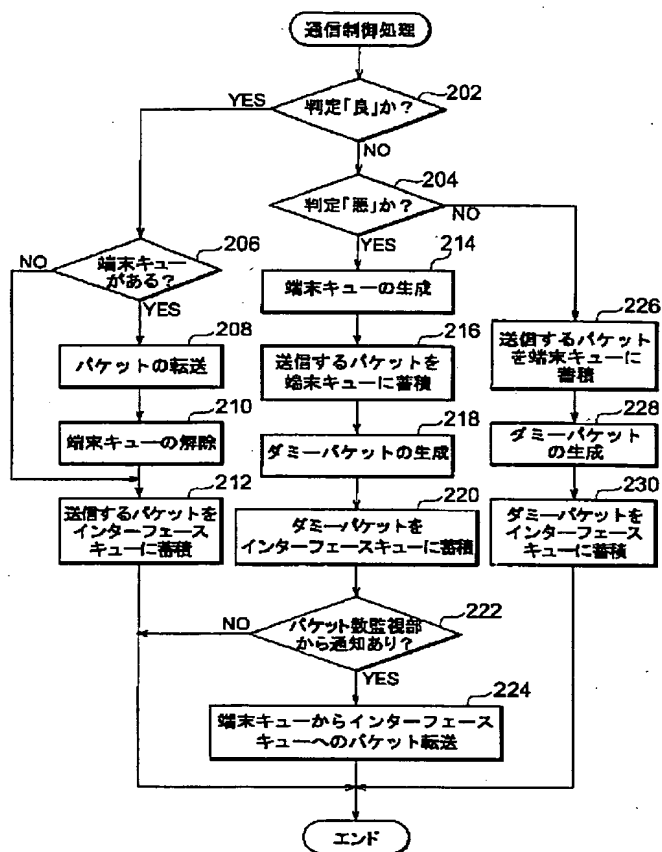 通信制御処理
202
判定「良」か?
YES
NO
204
判定「悪」か?
NO
YES
206
端末キュー
がある?
NO
YES
208
パケットの転送
210
端末キューの解除
212
送信するパケットを
インターフェース
キューに蓄積
214
端末キューの生成
216
送信するパケットを
端末キューに蓄積
218
ダミーパケットの生成
220
ダミーパケットを
インターフェースキューに蓄積
222
パケット数監視部
から通知あり?
NO
YES
224
端末キューからインターフェース
キューへのパケット転送
226
送信するパケット
を端末キューに
蓄積
228
ダミーパケット
の生成
230
ダミーパケットを
インターフェース
キューに蓄積
エンド